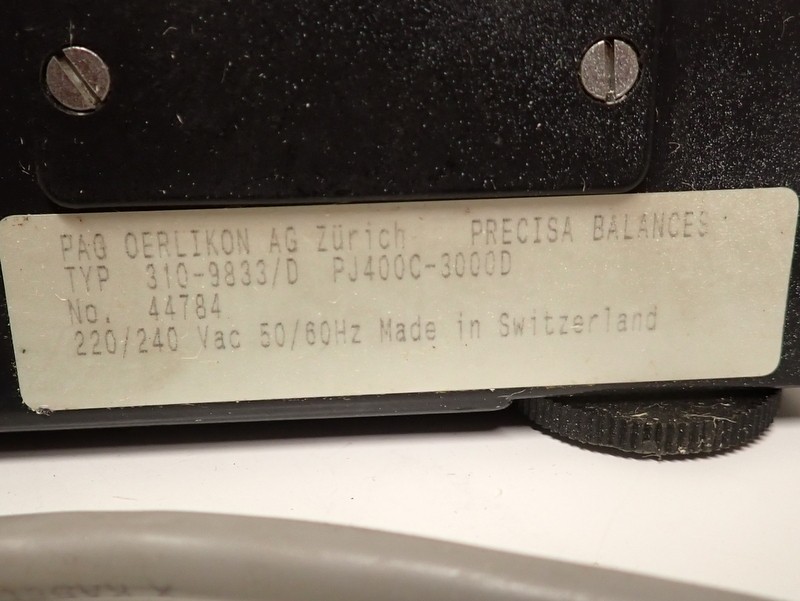 PAG OERLIKON AG Zürich PRECISA BALANCES
TYP 310-9833/D PJ400C-3000D
No. 44784
220/240 Vac 50/60Hz Made in Switzerland